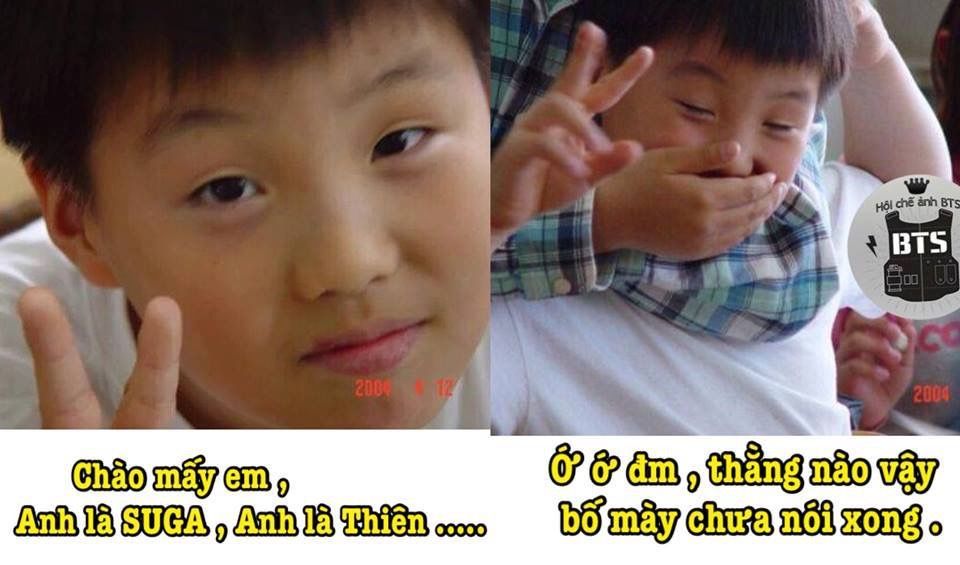 2004 4 12
Hội chế ảnh BTS
BTS
2004
Chào mấy em ,
Anh là SUGA , Anh là Thiên .....
Ớ ớ đm , thằng nào vậy
bố mày chưa nói xong .